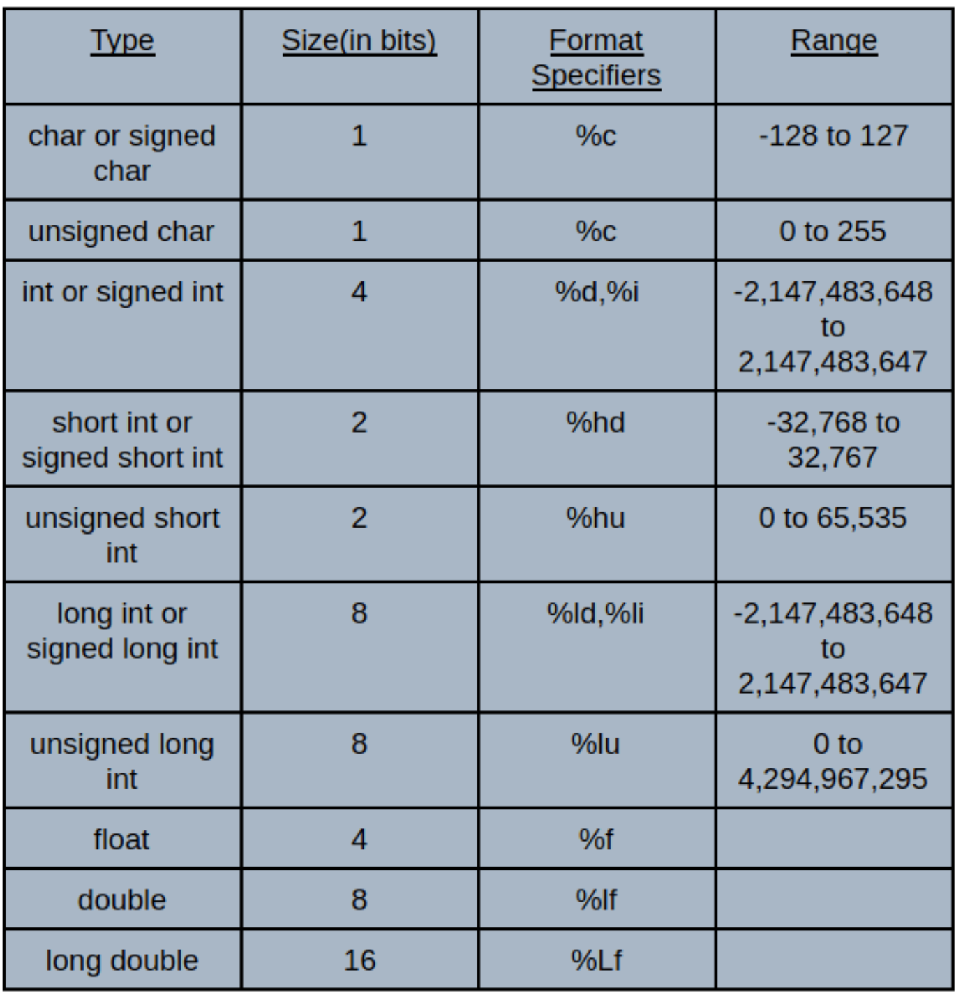 Type
Size(in bits)
Format
Specifiers
Range
char or signed
char
1
%c
-128 to 127
unsigned char
1
%c
0 to 255
int or signed int
4
%d,%i
-2,147,483,648
to
2,147,483,647
short int or
signed short int
2
%hd
-32,768 to
32,767
unsigned short
int
2
%hu
0 to 65,535
long int or
signed long int
8
%ld,%li
-2,147,483,648
to
2,147,483,647
unsigned long
int
8
%lu
0 to
4,294,967,295
float
4
%f
double
8
%lf
long double
16
%Lf